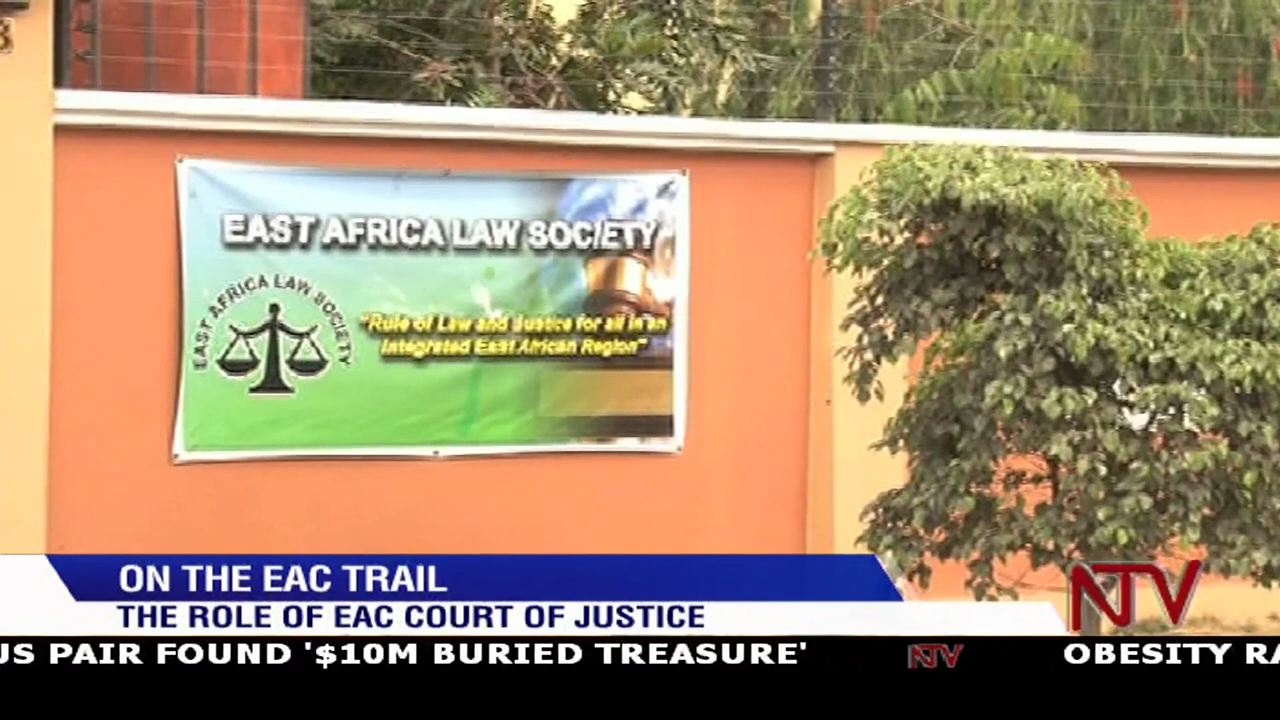 EAST AFRICA LAW SOCIETY
EAST AFRICA LAW SOCIETY
"Rule of Law and Justice for all in an
Integrated East African Region"
ON THE EAC TRAIL
THE ROLE OF EAC COURT OF JUSTICE
NTV
US PAIR FOUND '$10M BURIED TREASURE' NTV OBESITY RA